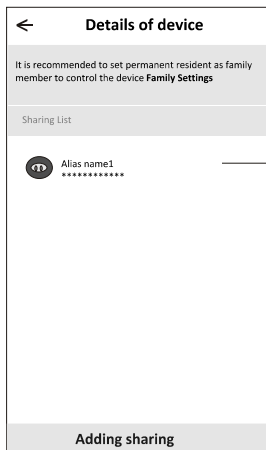 Details of device
It is recommended to set permanent resident as family
member to control the device Family Settings
Sharing List
Alias name1
************
Adding sharing